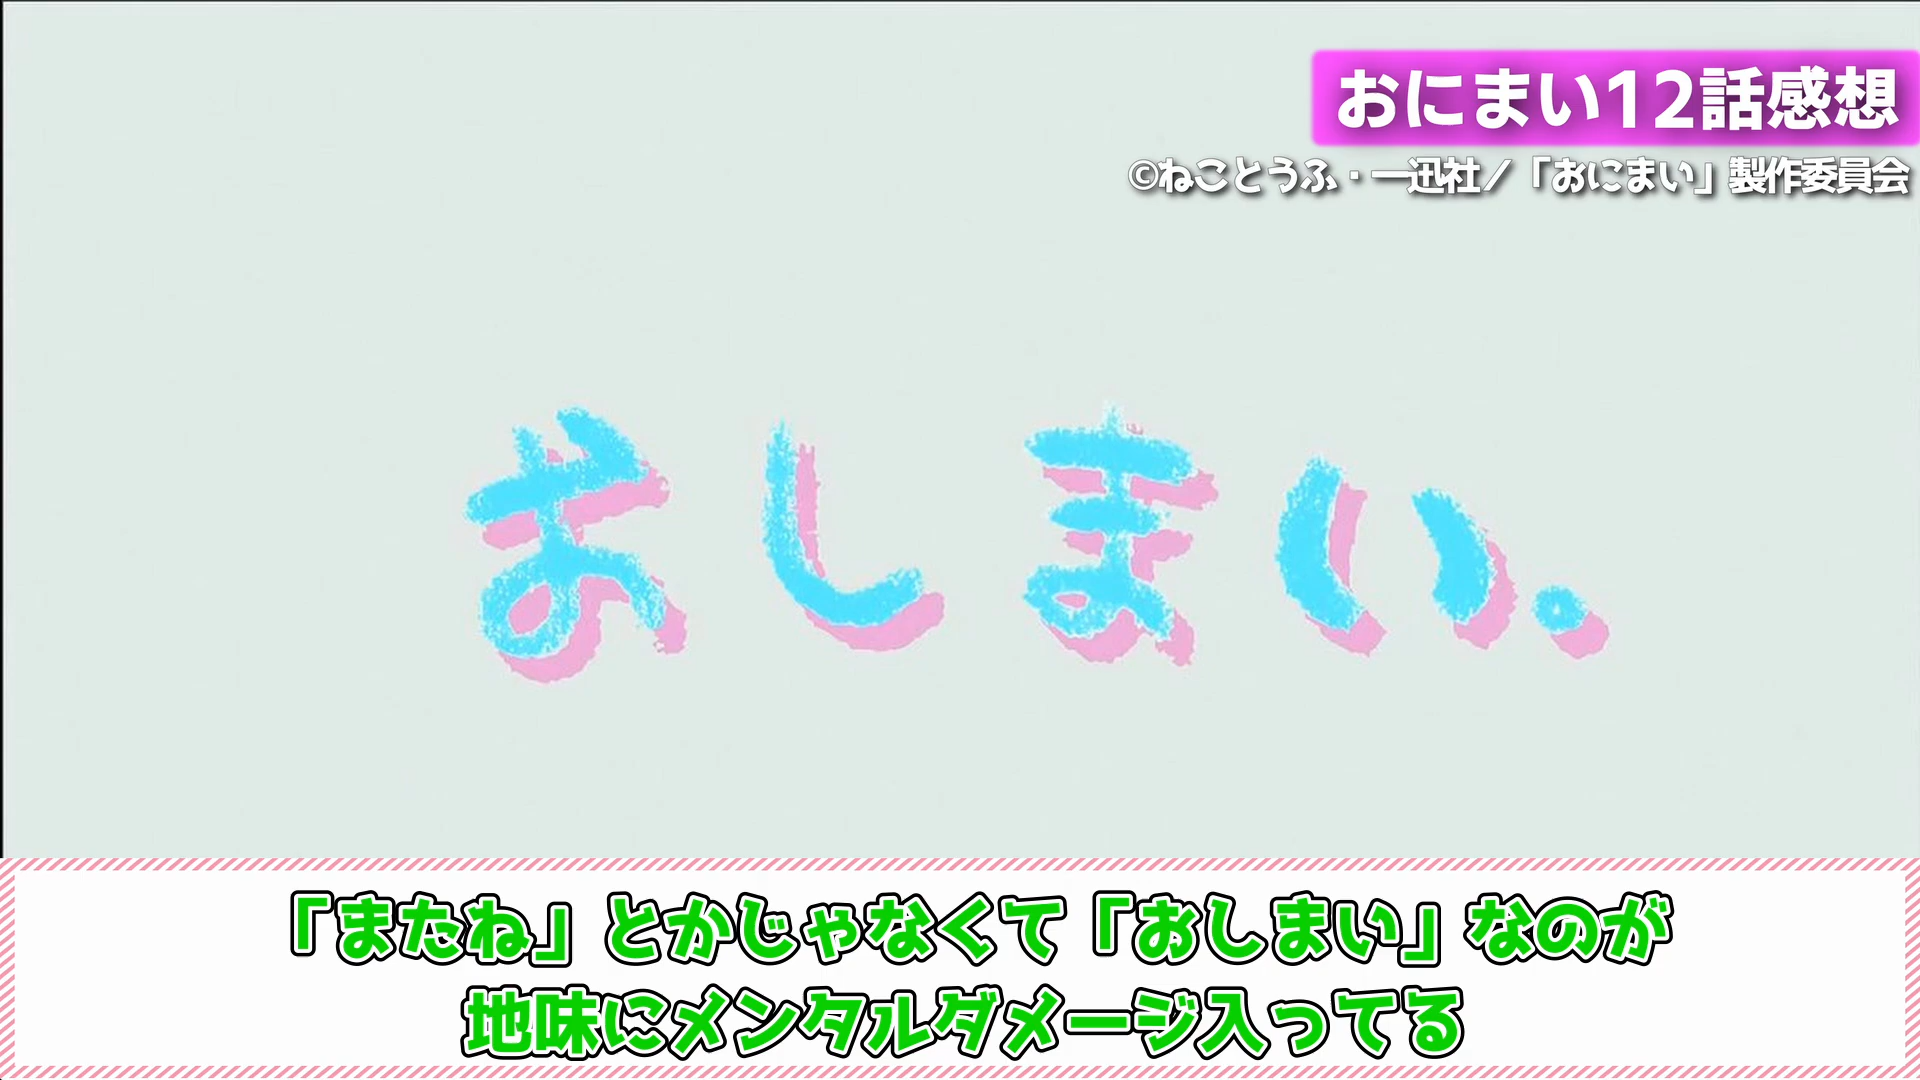 おにまい12話感想
©ねことうふ・一迅社／「おにまい」製作委員会
おしまい.
「またね」とかじゃなくて「おしまい」なのが
地味にメンタルダメージ入ってる